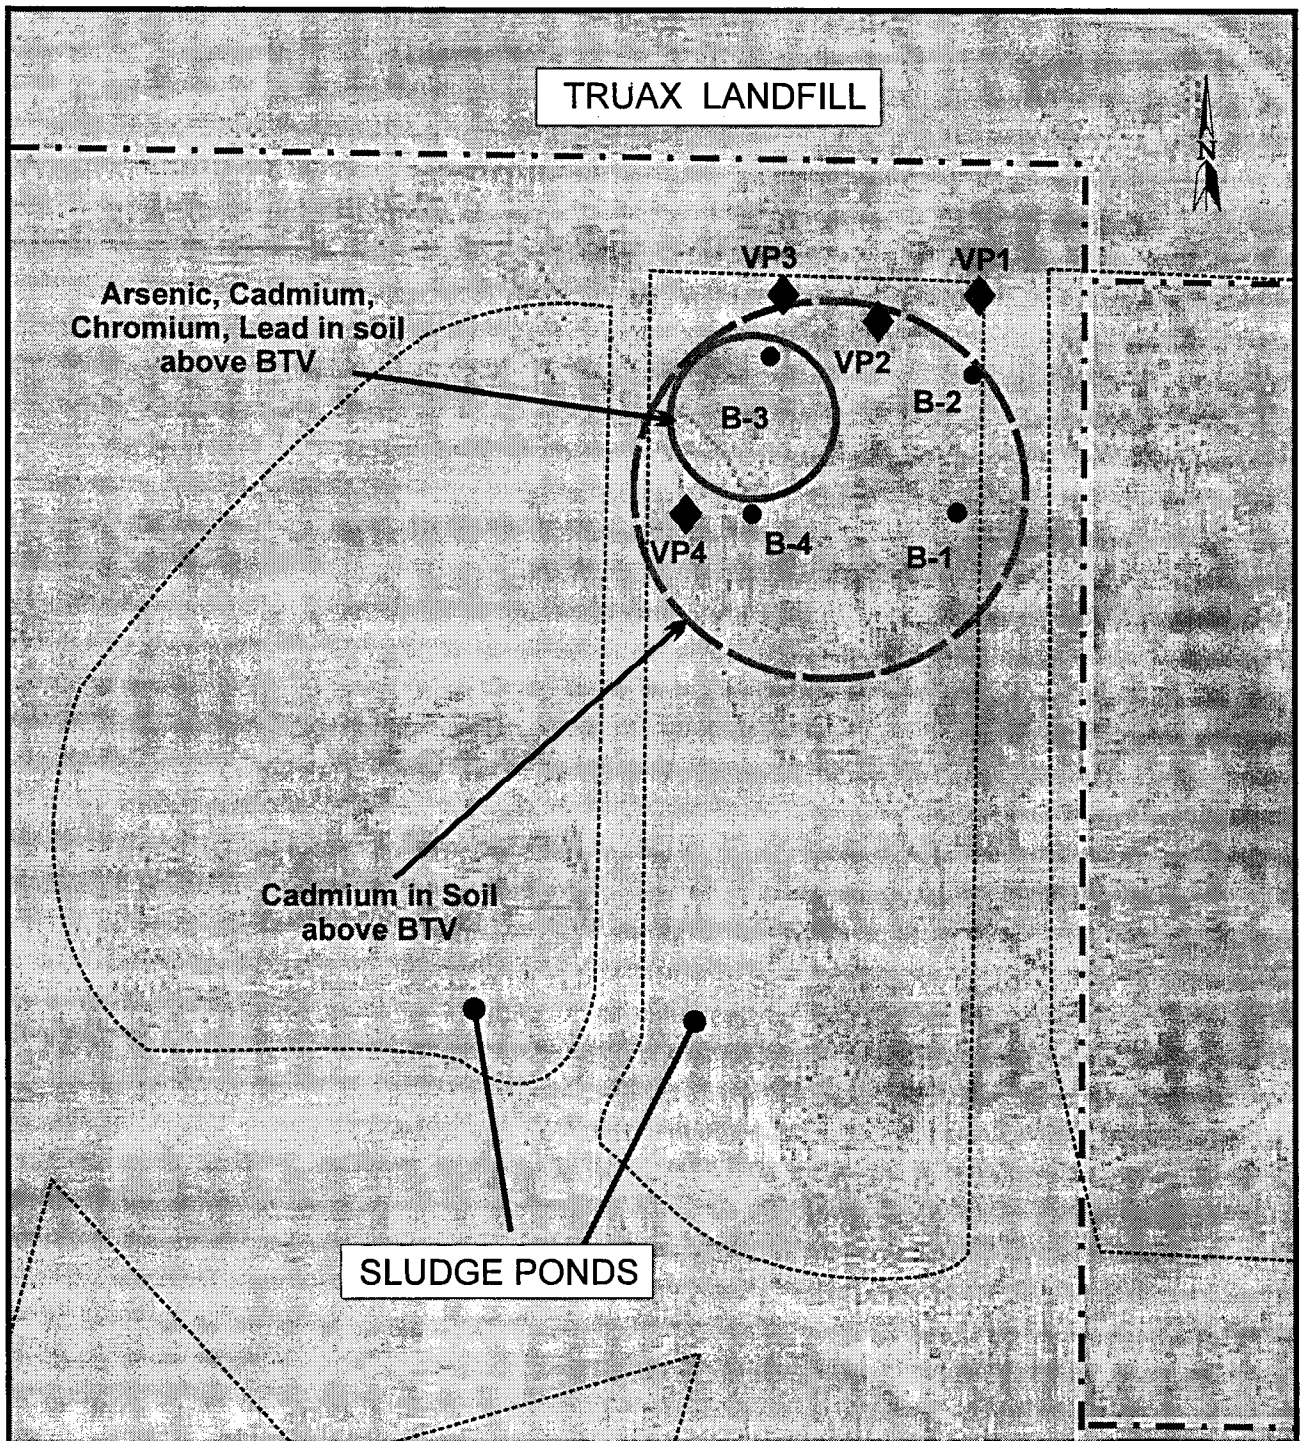 TRUAX LANDFILL
N
VP3
VP1
Arsenic, Cadmium,
Chromium, Lead in soil
above BTV
VP2
B-2
B-3
VP4
B-4
B-1
Cadmium in Soil
above BTV
SLUDGE PONDS